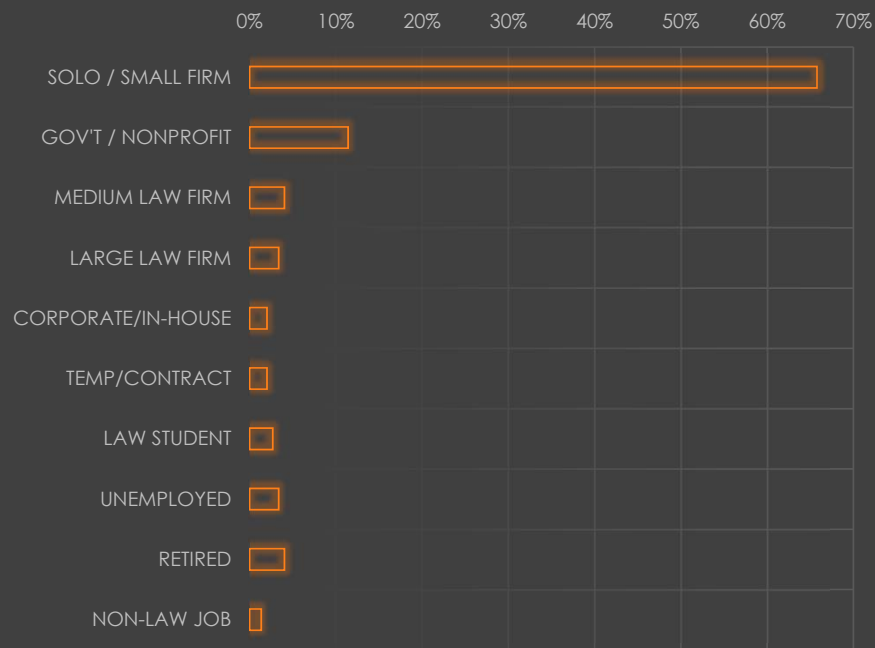 0% 10% 20% 30% 40% 50% 60% 70%
SOLO / SMALL FIRM
GOV'T / NONPROFIT
MEDIUM LAW FIRM
LARGE LAW FIRM
CORPORATE/IN-HOUSE
TEMP/CONTRACT
LAW STUDENT
UNEMPLOYED
RETIRED
NON-LAW JOB